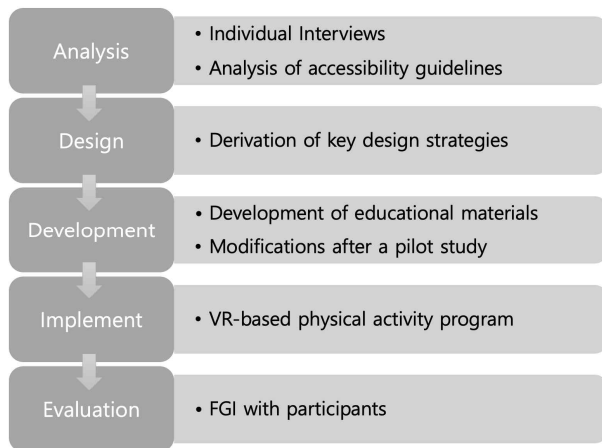 Analysis
• Individual Interviews
• Analysis of accessibility guidelines
Design
• Derivation of key design strategies
Development
• Development of educational materials
• Modifications after a pilot study
Implement
• VR-based physical activity program
Evaluation
• FGI with participants